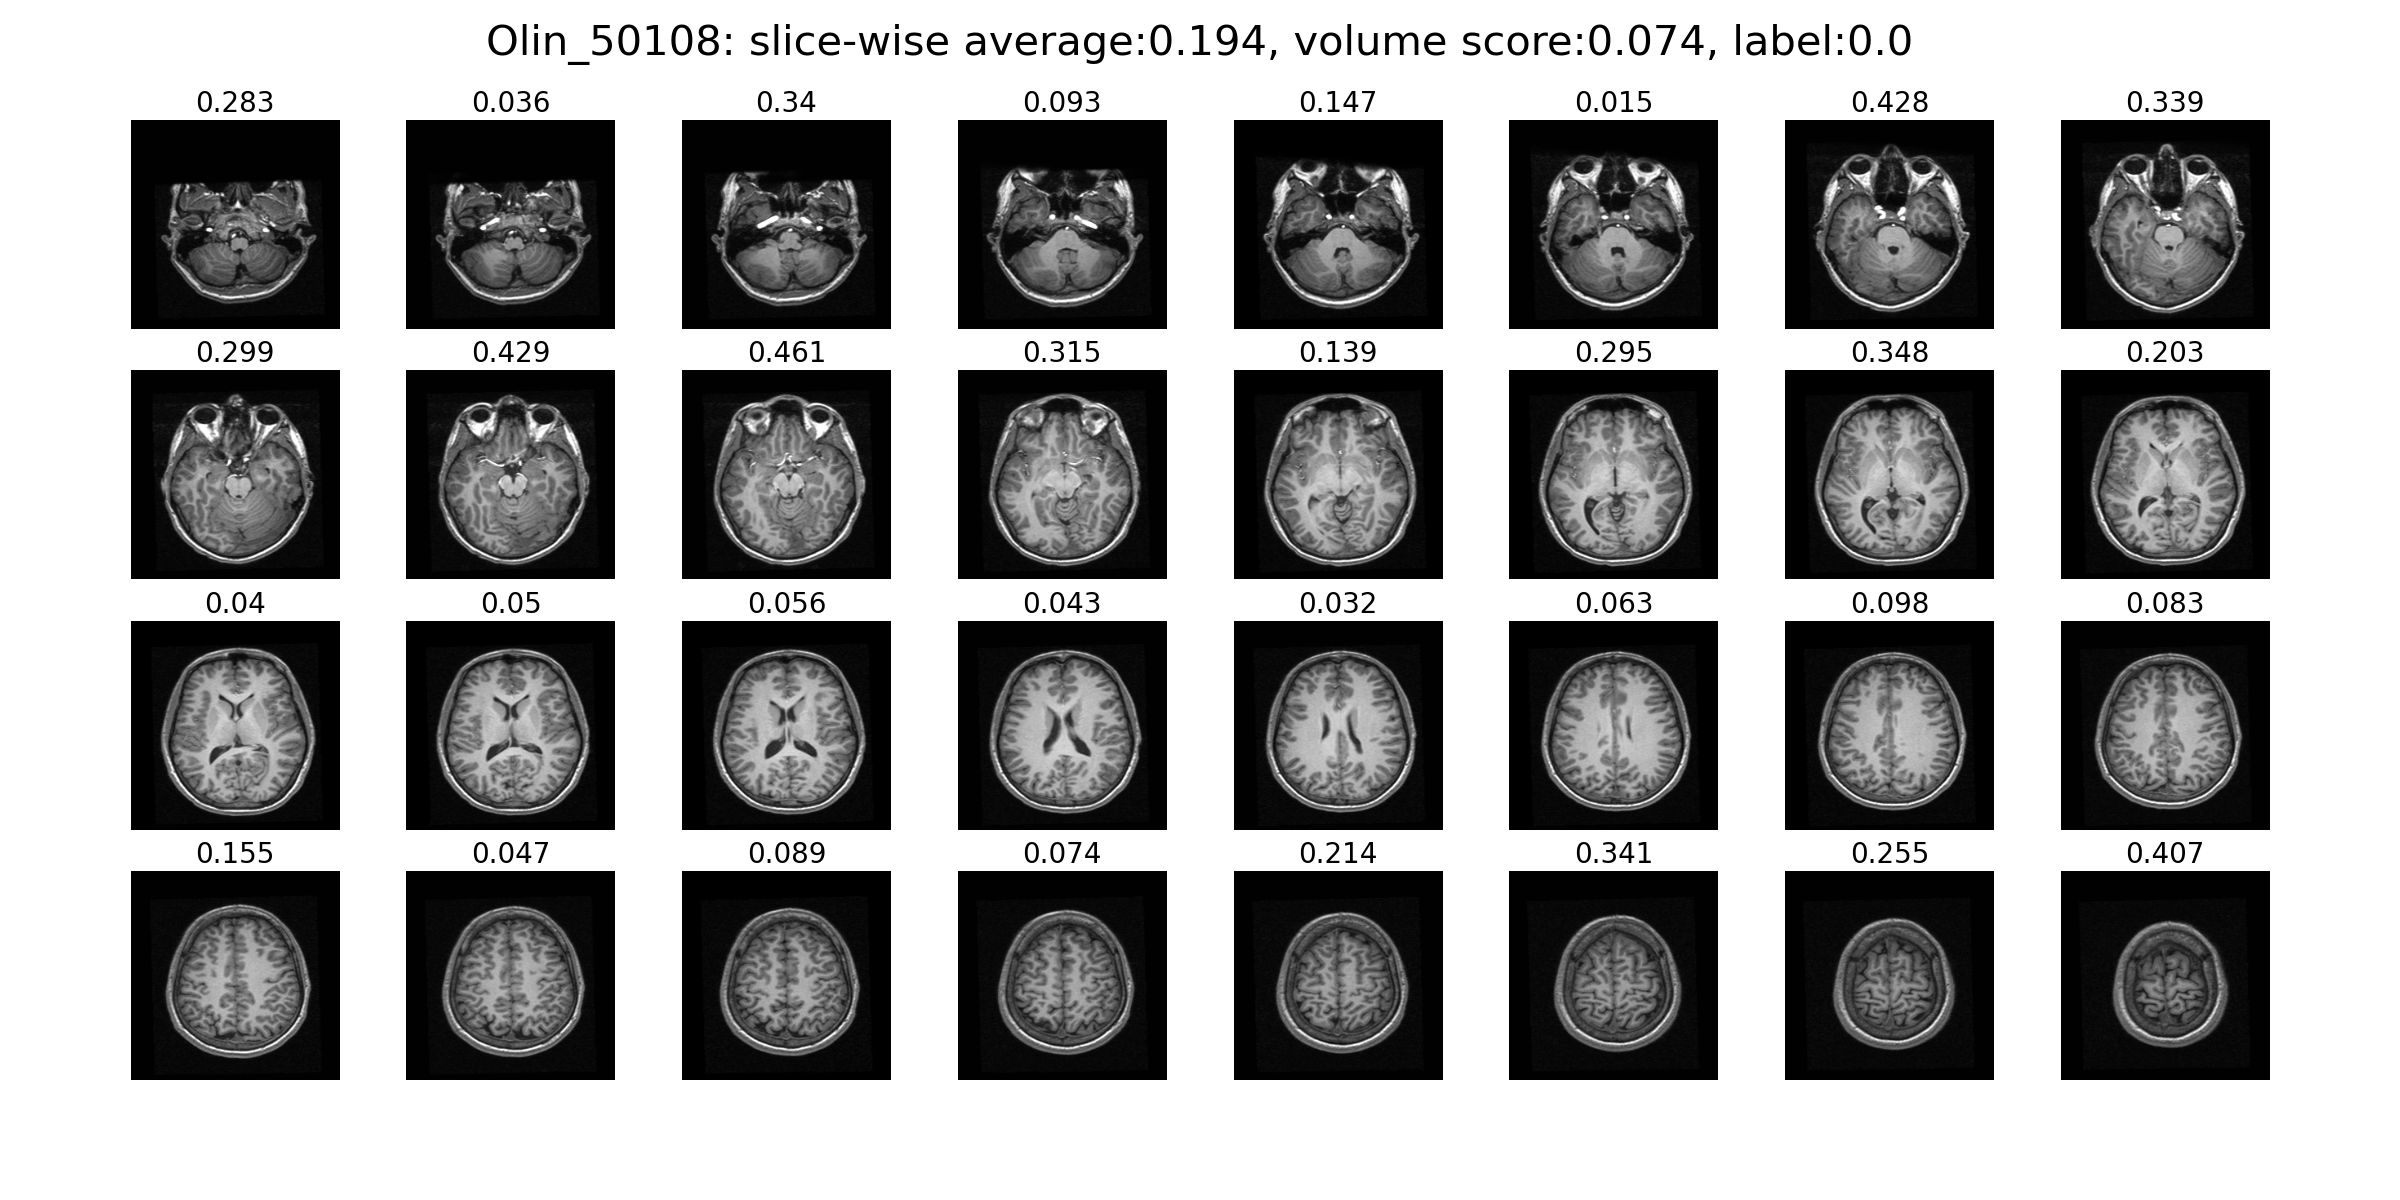 Olin_50108: slice-wise average:0.194, volume score:0.074, label:0.0
0.283 0.036 0.34 0.093 0.147 0.015 0.428 0.339
0.299 0.429 0.461 0.315 0.139 0.295 0.348 0.203
0.04 0.05 0.056 0.043 0.032 0.063 0.098 0.083
0.155 0.047 0.089 0.074 0.214 0.341 0.255 0.407